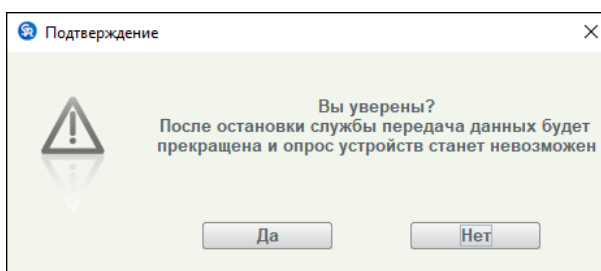 Подтверждение
Вы уверены?
После остановки службы передача данных будет
прекращена и опрос устройств станет невозможен
Да
Нет